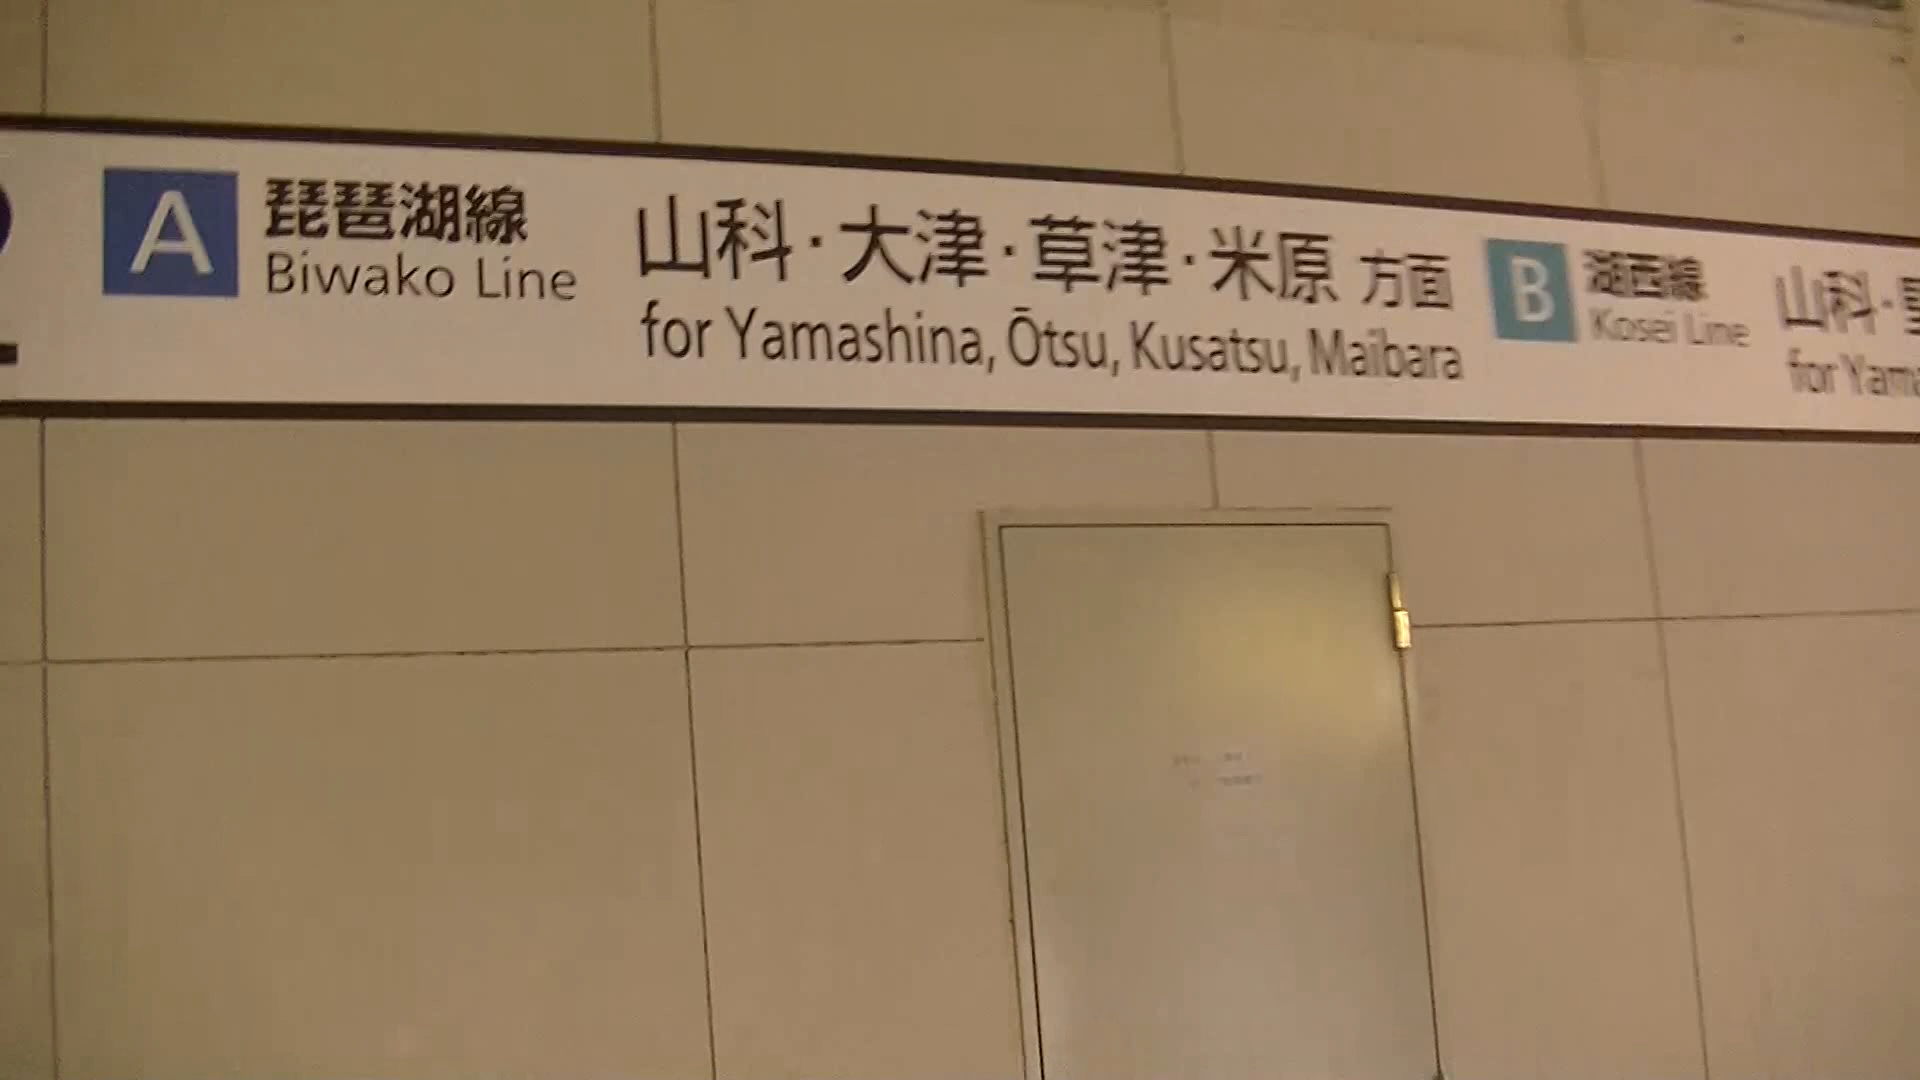 A 琵琶湖線
Biwako Line
山科・大津・草津・米原 方面
for Yamashina, Ōtsu, Kusatsu, Maibara
B 湖西線
Kosei Line
山科・
for